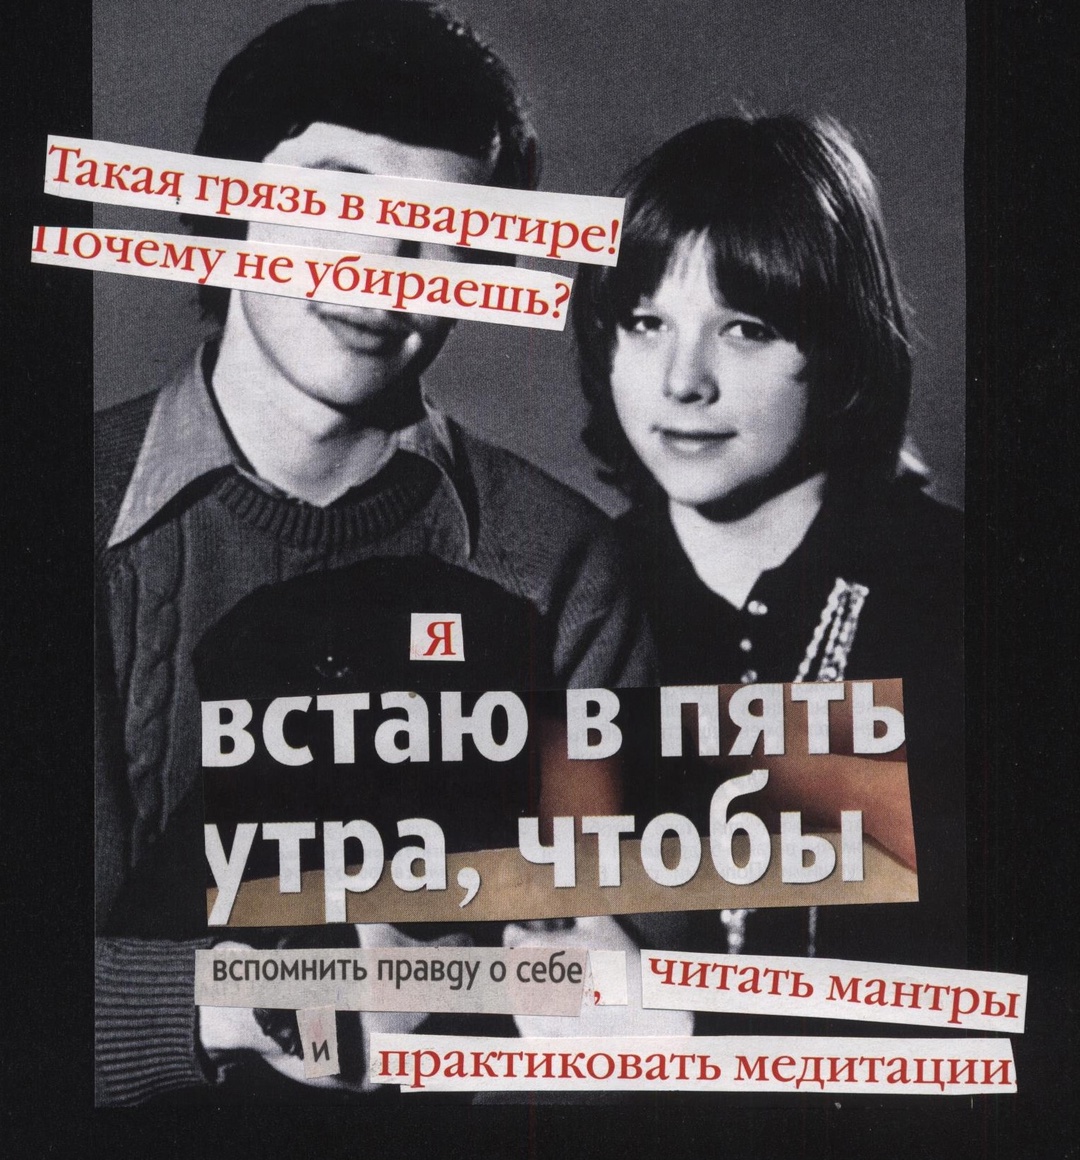 Такая грязь в квартире!
Почему не убираешь?
Я
встаю в пять
утра, чтобы
вспомнить правду о себе, читать мантры
и практиковать медитации.